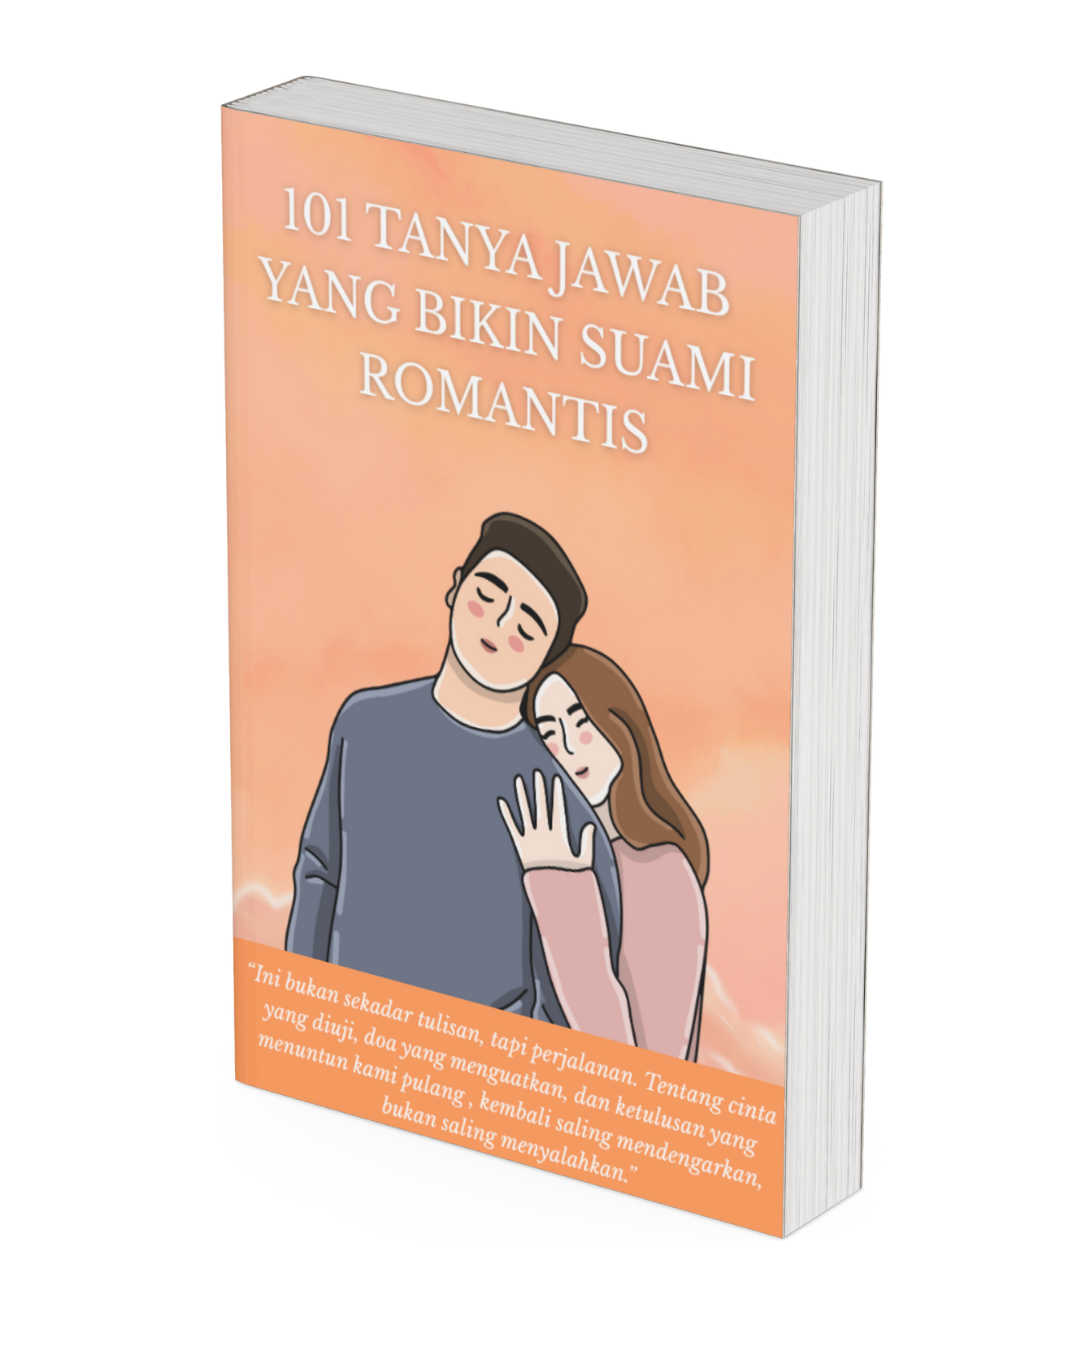 101 TANYA JAWAB
YANG BIKIN SUAMI
ROMANTIS
“Ini bukan sekadar tulisan, tapi perjalanan. Tentang cinta
yang diuji, doa yang menguatkan, dan ketulusan yang
menuntun kami pulang , kembali saling mendengarkan,
bukan saling menyalahkan.”